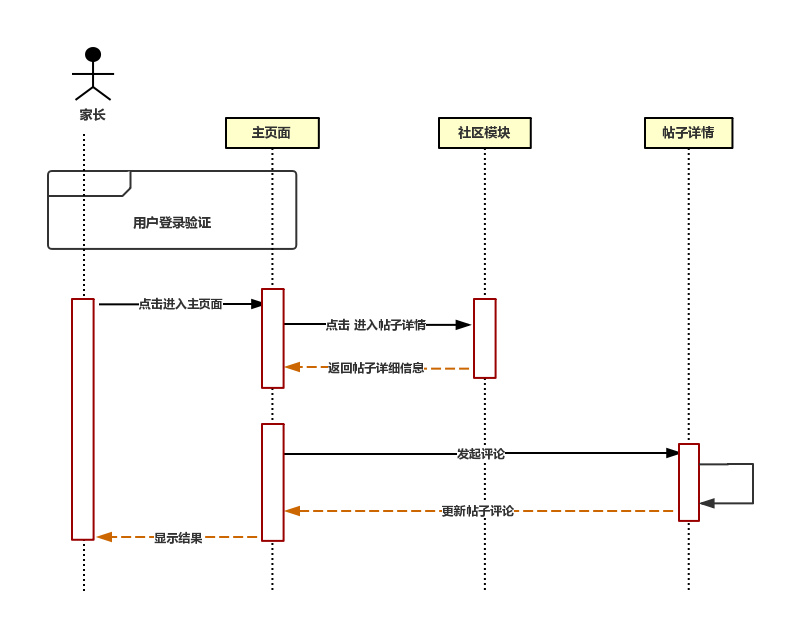 家长
主页面
社区模块
帖子详情
用户登录验证
点击进入主页面
点击 进入帖子详情
返回帖子详细信息
发起评论
更新帖子评论
显示结果